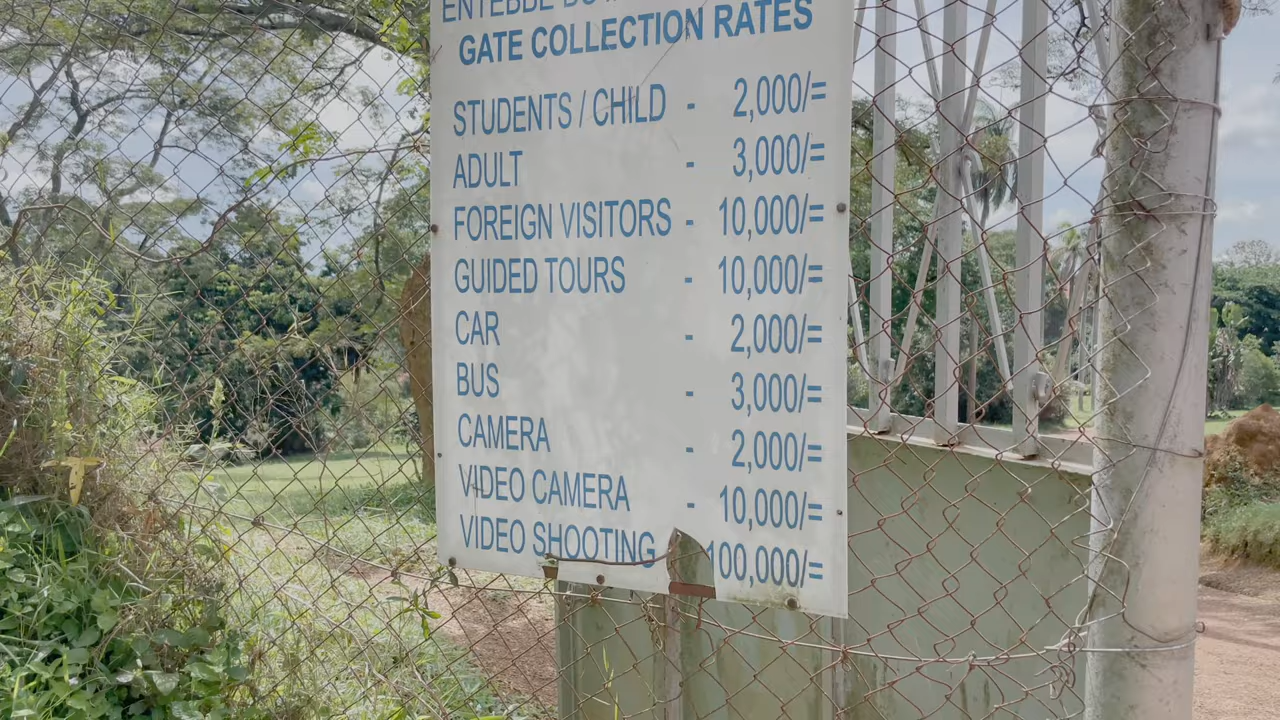 ENTEBBE
GATE COLLECTION RATES
STUDENTS / CHILD - 2,000/=
ADULT - 3,000/=
FOREIGN VISITORS - 10,000/=
GUIDED TOURS - 10,000/=
CAR - 2,000/=
BUS - 3,000/=
CAMERA - 2,000/=
VIDEO CAMERA - 10,000/=
VIDEO SHOOTING 100,000/=